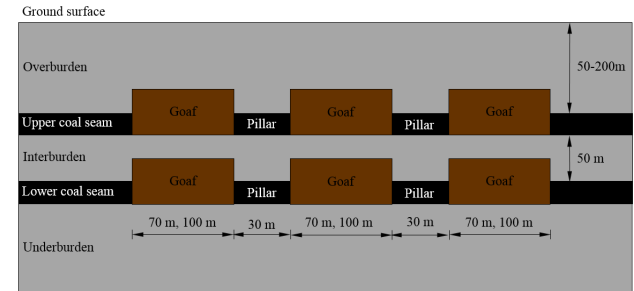 Ground surface
Overburden
50-200m
Goaf
Goaf
Goaf
Upper coal seam
Pillar
Pillar
Interburden
50 m
Goaf
Goaf
Goaf
Lower coal seam
Pillar
Pillar
70 m, 100 m
30 m
70 m, 100 m
30 m
70 m, 100 m
Underburden